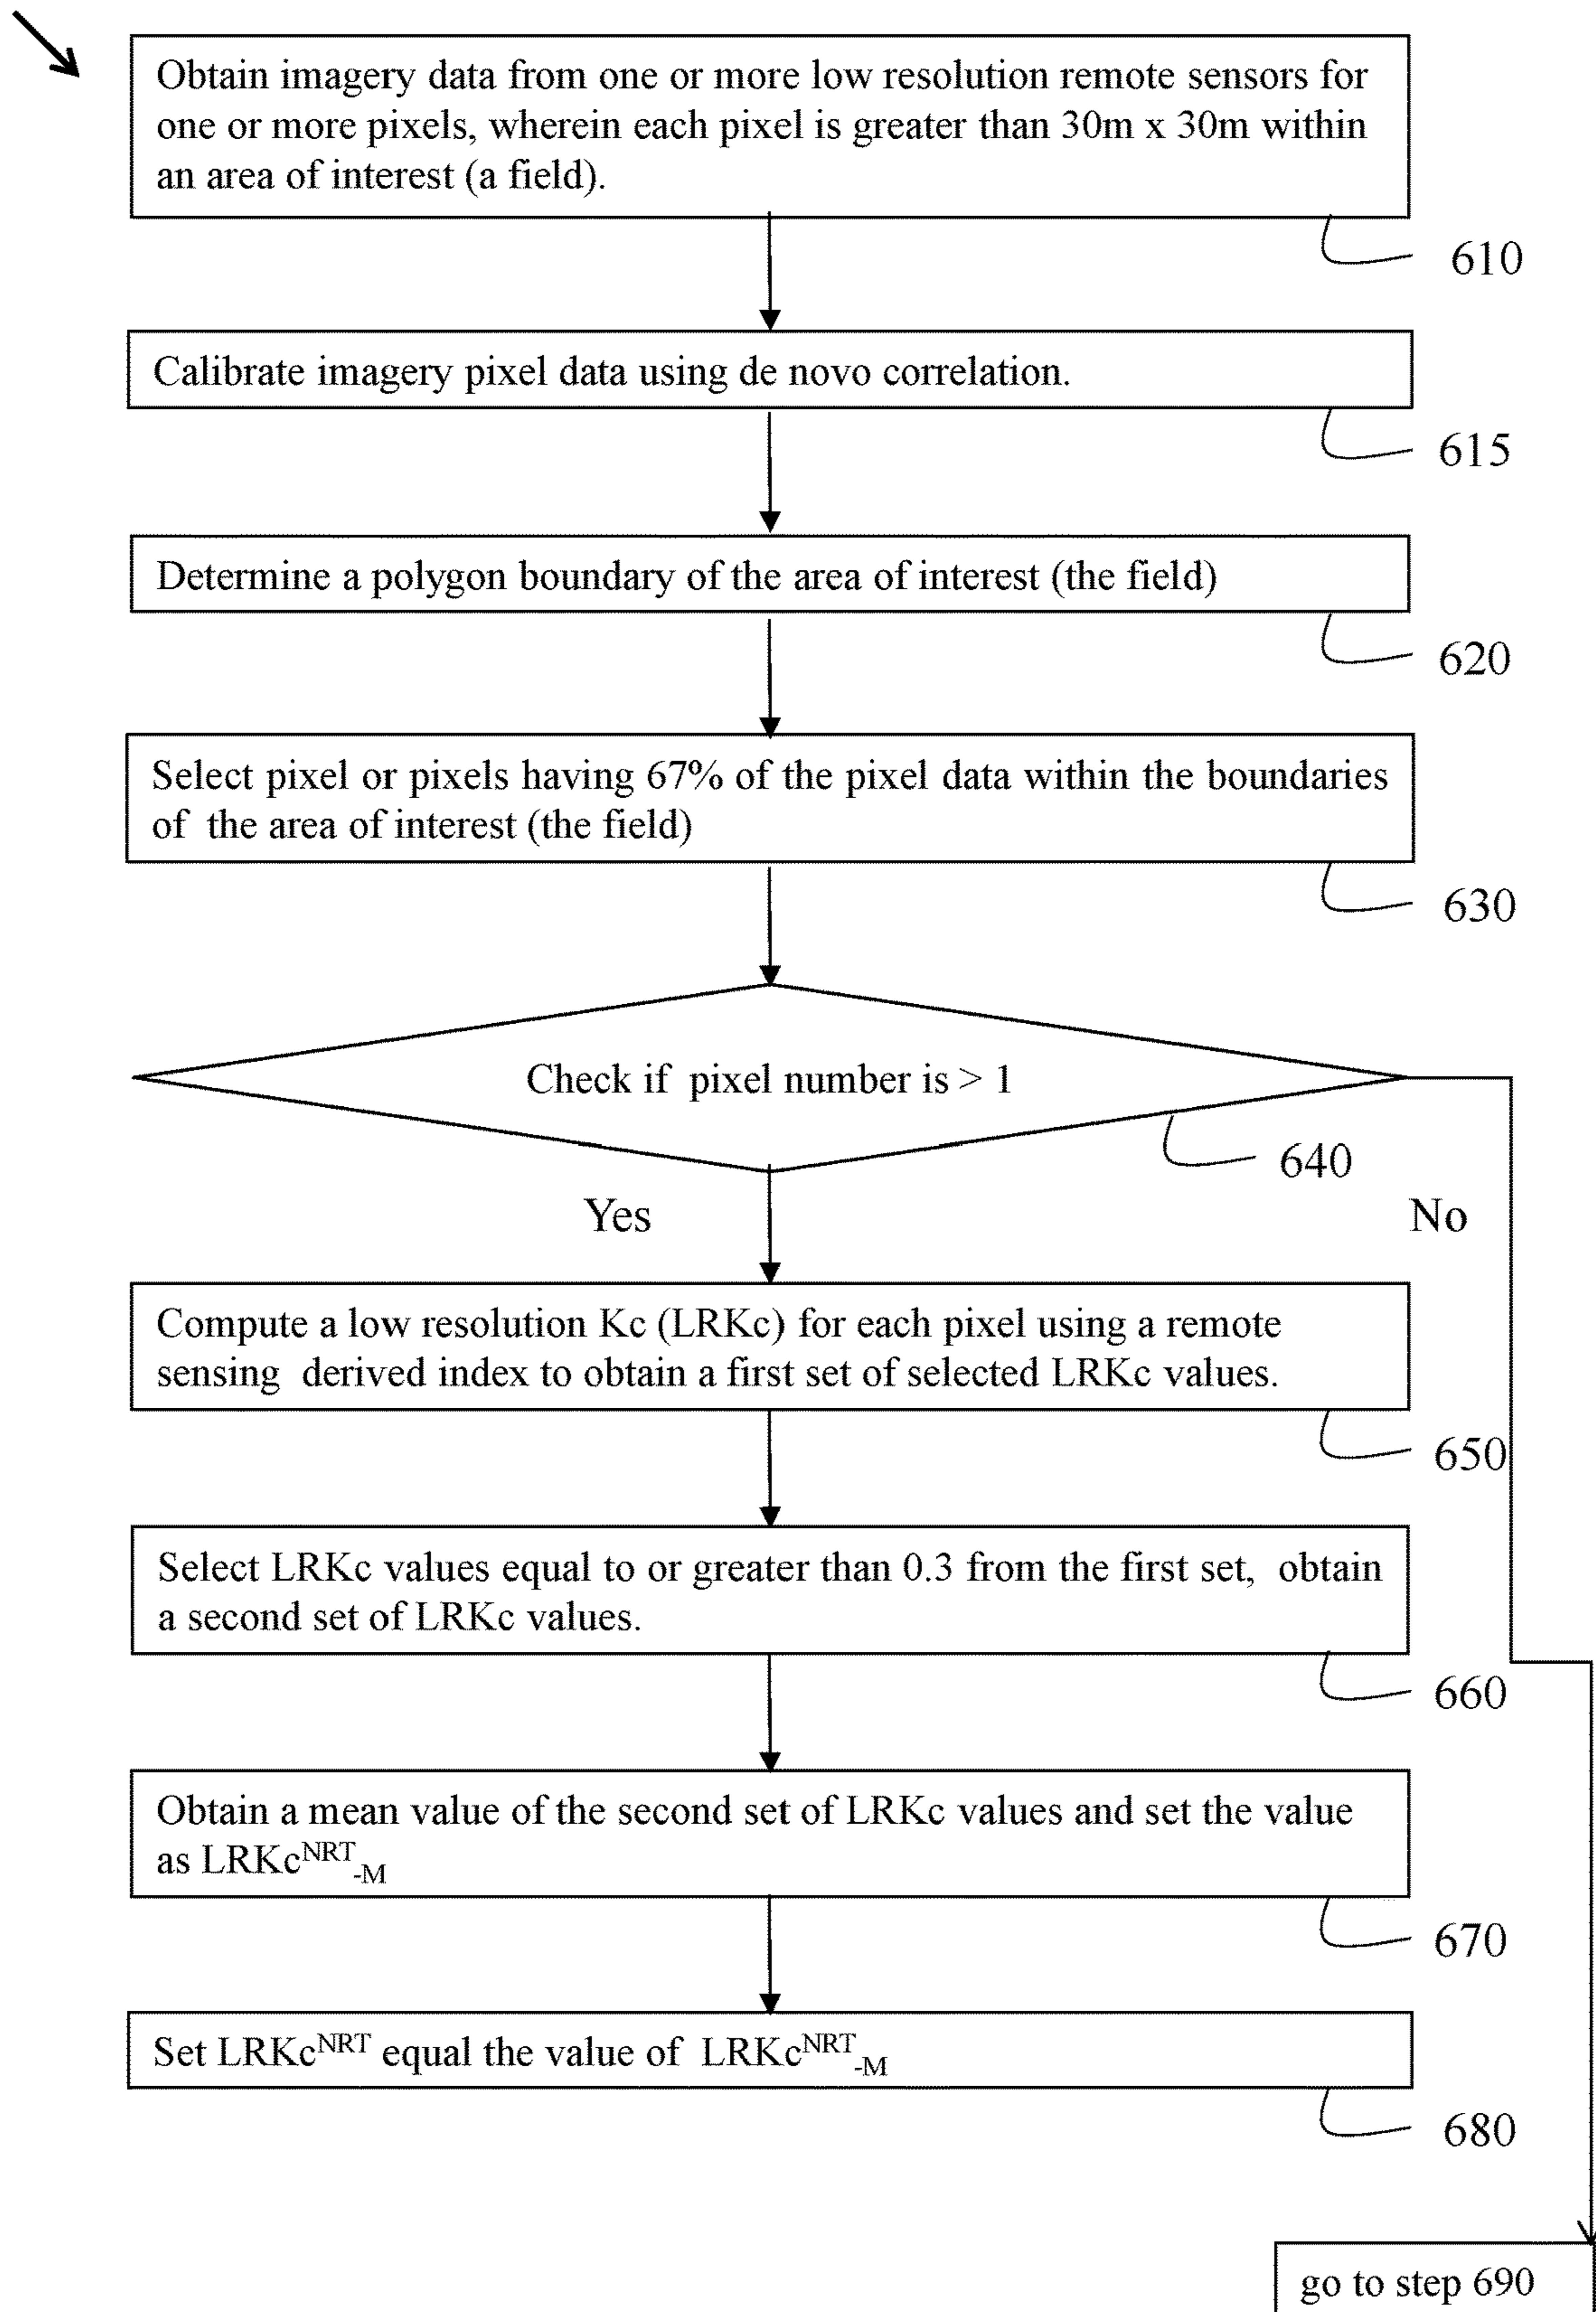 Obtain imagery data from one or more low resolution remote sensors for
one or more pixels, wherein each pixel is greater than 30m x 30m within
an area of interest (a field).
610
Calibrate imagery pixel data using de novo correlation.
615
Determine a polygon boundary of the area of interest (the field)
620
Select pixel or pixels having 67% of the pixel data within the boundaries
of the area of interest (the field)
630
Check if pixel number is > 1
640
Yes
No
Compute a low resolution Kc (LRKc) for each pixel using a remote
sensing derived index to obtain a first set of selected LRKc values.
650
Select LRKc values equal to or greater than 0.3 from the first set, obtain
a second set of LRKc values.
660
Obtain a mean value of the second set of LRKc values and set the value
as LRKc^NRT_-M
670
Set LRKc^NRT equal the value of LRKc^NRT_-M
680
go to step 690